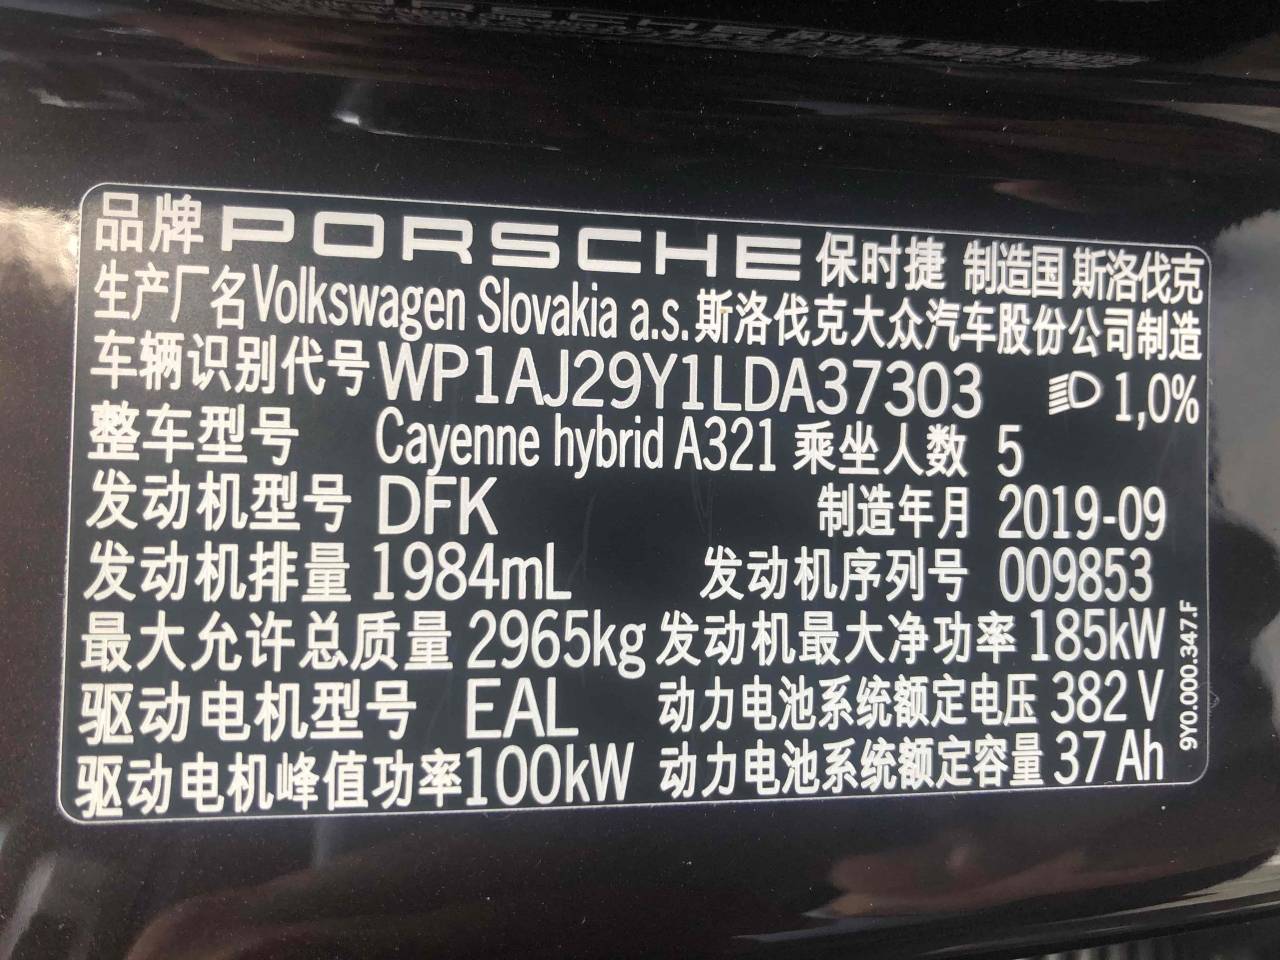 品牌 PORSCHE 保时捷 制造国 斯洛伐克
生产厂名 Volkswagen Slovakia a.s. 斯洛伐克大众汽车股份公司制造
车辆识别代号 WP1AJ29Y1LDA37303 1,0%
整车型号 Cayenne hybrid A321 乘坐人数 5
发动机型号 DFK 制造年月 2019-09
发动机排量 1984mL 发动机序列号 009853
最大允许总质量 2965kg 发动机最大净功率 185kW
驱动电机型号 EAL 动力电池系统额定电压 382 V
驱动电机峰值功率 100kW 动力电池系统额定容量 37 Ah
9Y0.000.347.F